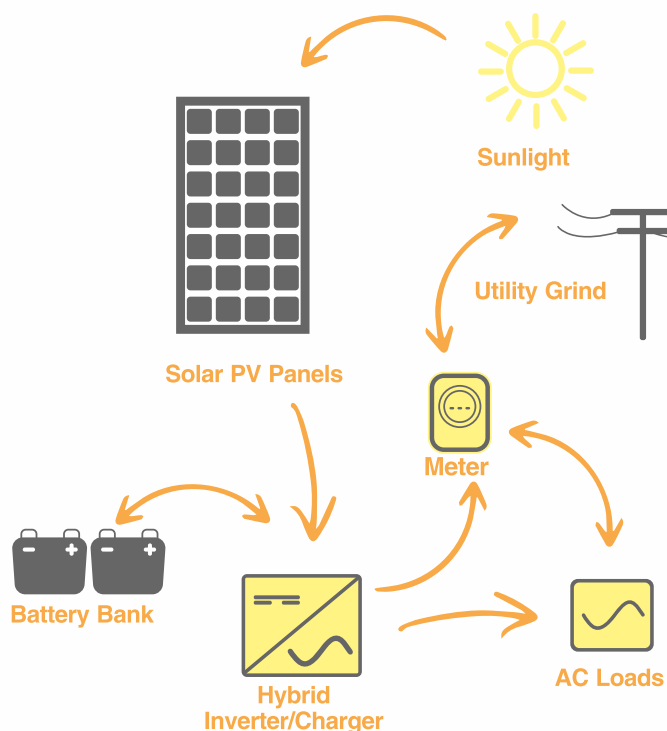 Sunlight
Utility Grind
Solar PV Panels
Meter
Battery Bank
AC Loads
Hybrid
Inverter/Charger